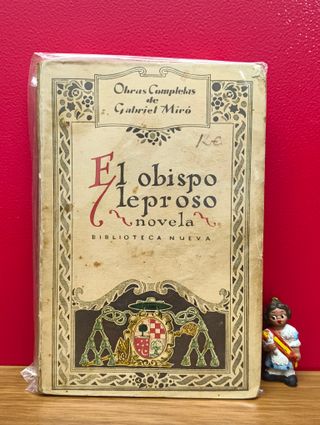 Obras Completas
de
Gabriel Miró
El obispo
leproso
novela
BIBLIOTECA NUEVA